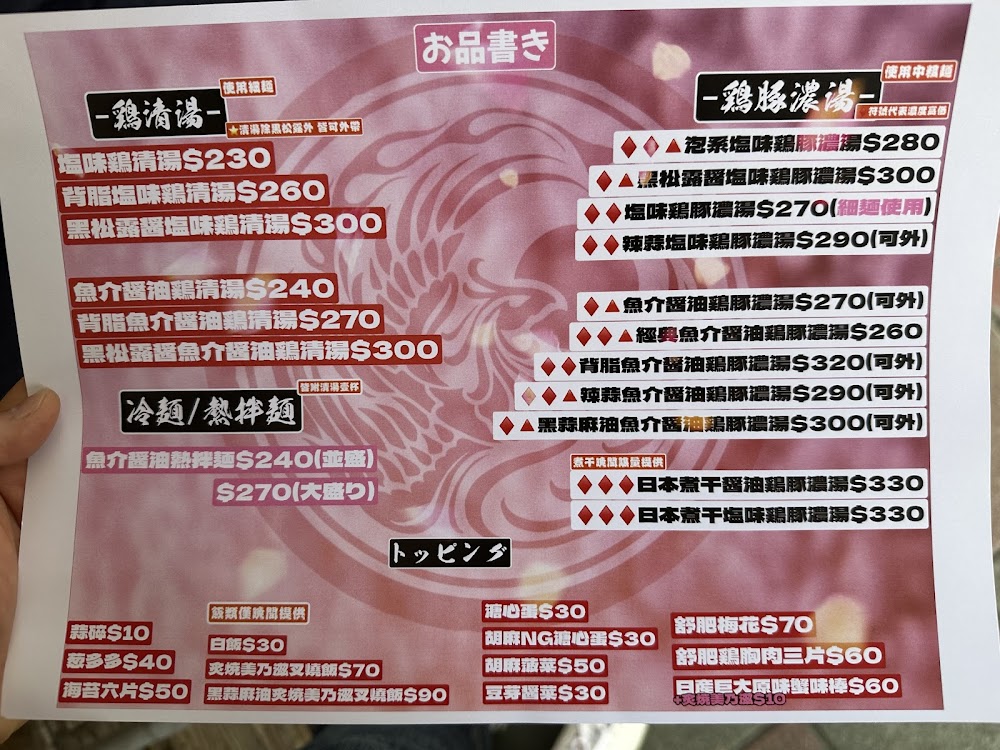 お品書き
使用細麵
－鶏清湯－
★清湯除黑松露外 皆可外帶
塩味鶏清湯$230
背脂塩味鶏清湯$260
黑松露醬塩味鶏清湯$300
魚介醤油鶏清湯$240
背脂魚介醤油鶏清湯$270
黑松露醬魚介醤油鶏清湯$300
皆附清湯壹杯
冷麵/熱拌麵
魚介醤油熱拌麵$240(並盛)
$270(大盛り)
使用中粗麵
－鶏豚濃湯－
符號代表濃度高低
♦♦▲泡系塩味鶏豚濃湯$280
♦▲黑松露醬塩味鶏豚濃湯$300
♦♦塩味鶏豚濃湯$270(細麵使用)
♦♦辣蒜塩味鶏豚濃湯$290(可外)
♦▲魚介醤油鶏豚濃湯$270(可外)
♦♦▲經典魚介醤油鶏豚濃湯$260
♦♦背脂魚介醤油鶏豚濃湯$320(可外)
♦♦▲辣蒜魚介醤油鶏豚濃湯$290(可外)
♦▲黑蒜麻油魚介醤油鶏豚濃湯$300(可外)
煮干晚間限量提供
♦♦♦日本煮干醤油鶏豚濃湯$330
♦♦♦日本煮干塩味鶏豚濃湯$330
トッピング
蒜碎$10
蔥多多$40
海苔六片$50
飯類僅晚間提供
白飯$30
炙燒美乃滋叉燒飯$70
黑蒜麻油炙燒美乃滋叉燒飯$90
溏心蛋$30
胡麻NG溏心蛋$30
胡麻菠菜$50
豆芽醬菜$30
舒肥梅花$70
舒肥鶏胸肉三片$60
日産巨大原味蟹味棒$60
+炙燒美乃滋$10